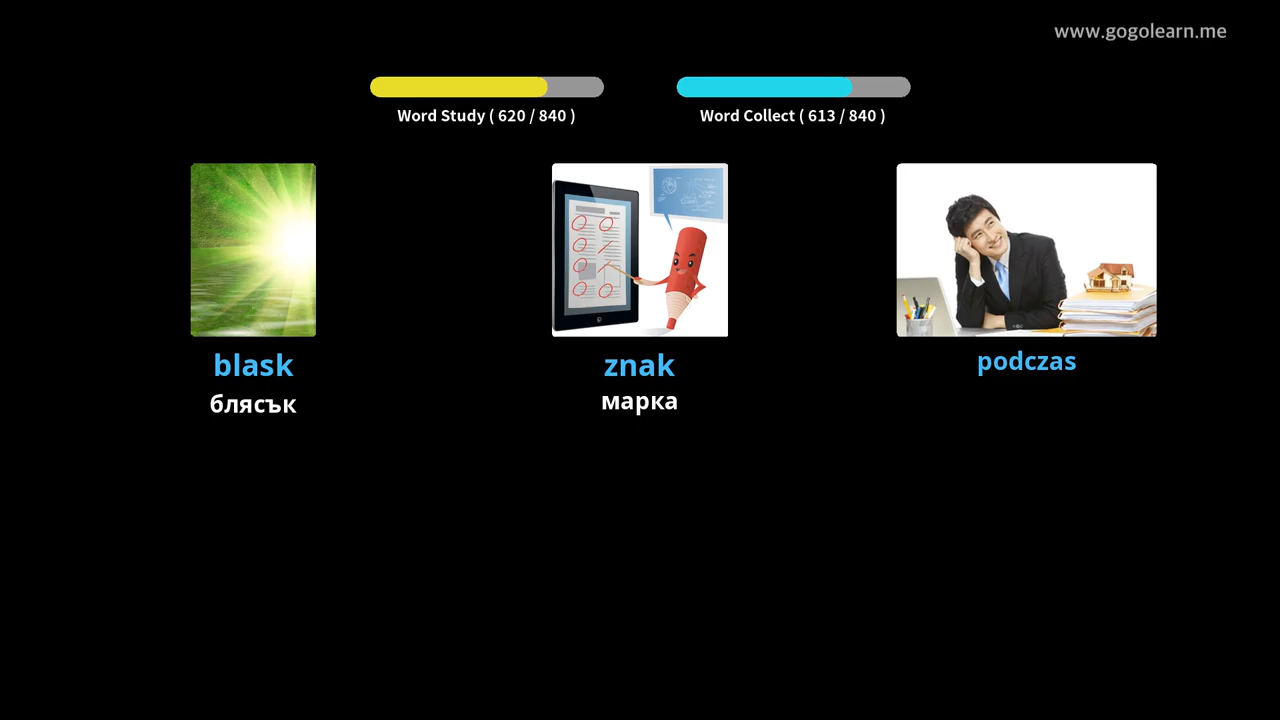 www.gogolearn.me
Word Study ( 620 / 840 )
Word Collect ( 613 / 840 )
blask
блясък
znak
марка
podczas